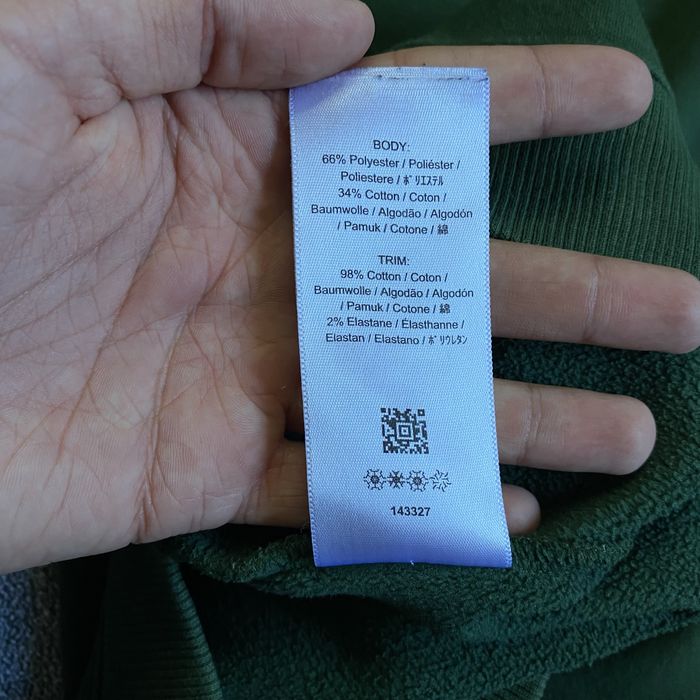 BODY:
66% Polyester / Poliéster /
Poliestere / ポリエステル
34% Cotton / Coton /
Baumwolle / Algodão / Algodón
/ Pamuk / Cotone / 綿
TRIM:
98% Cotton / Coton /
Baumwolle / Algodão / Algodón
/ Pamuk / Cotone / 綿
2% Elastane / Élasthanne /
Elastan / Elastano / ポリウレタン
143327